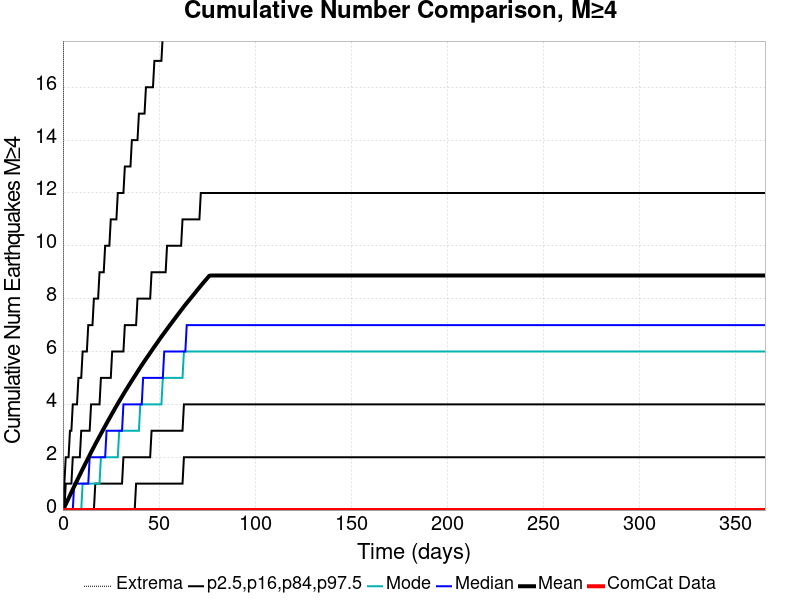 Cumulative Number Comparison, M≥4
Cumulative Num Earthquakes M≥4
16
14
12
10
8
6
4
2
0
0 50 100 150 200 250 300 350
Time (days)
Extrema p2.5,p16,p84,p97.5 Mode Median Mean ComCat Data